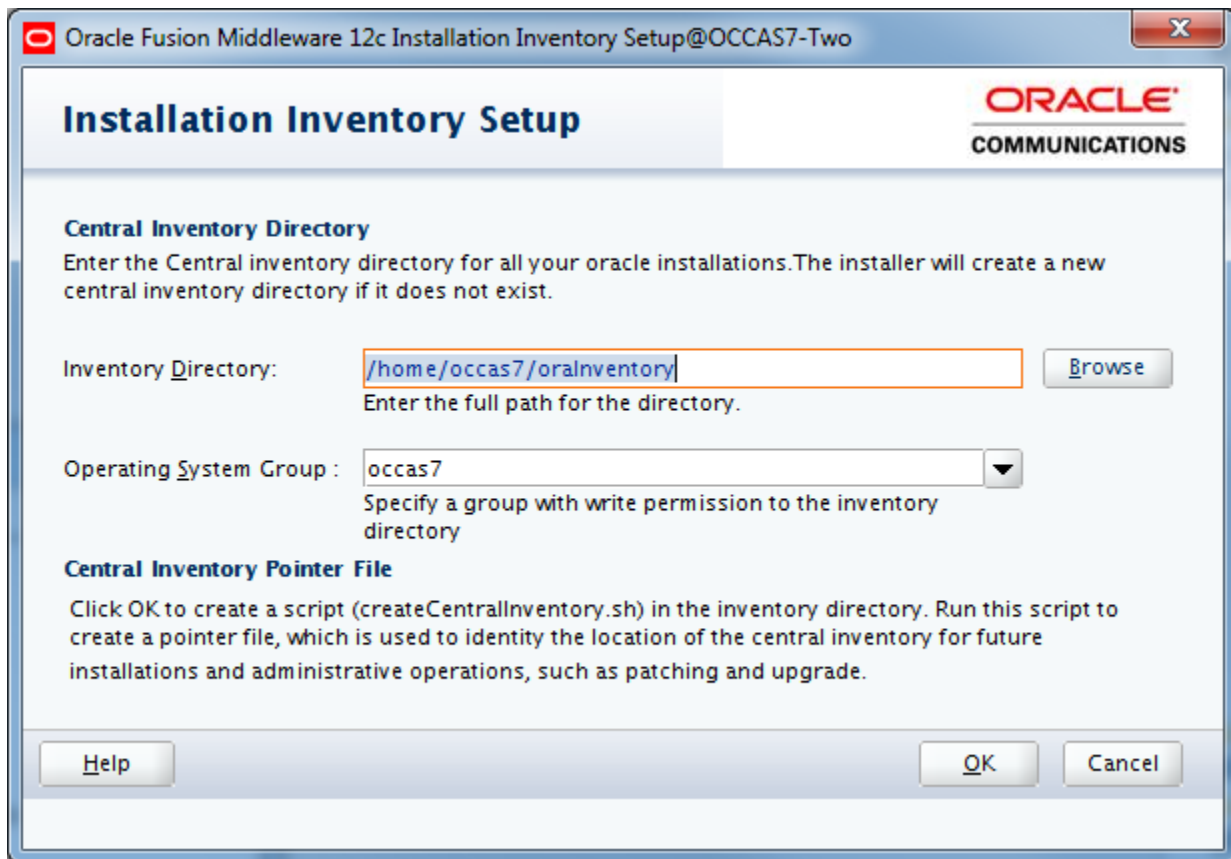 Oracle Fusion Middleware 12c Installation Inventory Setup@OCCAS7-Two
Installation Inventory Setup
ORACLE
COMMUNICATIONS
Central Inventory Directory
Enter the Central inventory directory for all your oracle installations.The installer will create a new
central inventory directory if it does not exist.
Inventory Directory:
/home/occas7/oraInventory
Browse
Enter the full path for the directory.
Operating System Group :
occas7
Specify a group with write permission to the inventory
directory
Central Inventory Pointer File
Click OK to create a script (createCentralInventory.sh) in the inventory directory. Run this script to
create a pointer file, which is used to identity the location of the central inventory for future
installations and administrative operations, such as patching and upgrade.
Help
OK
Cancel